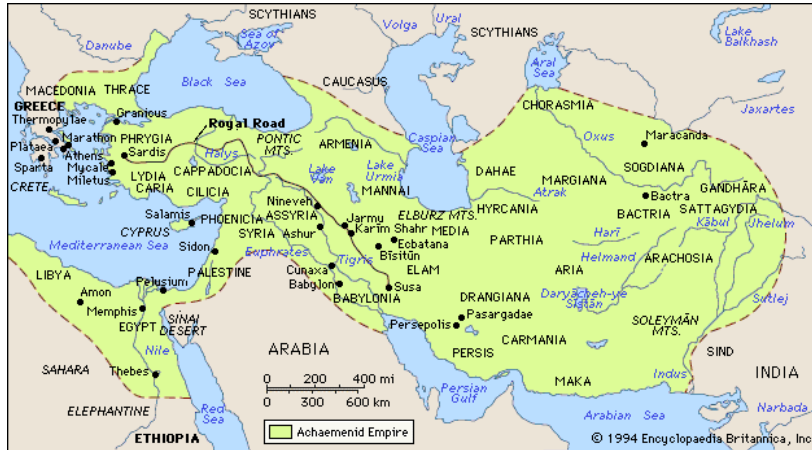 SCYTHIANS
Volga
Ural
SCYTHIANS
Lake
Balkhash
Danube
Sea of
Azov
Aral
Sea
MACEDONIA
THRACE
Black Sea
CAUCASUS
CHORASMIA
Jaxartes
GREECE
Thermopylae
Granicus
Royal Road
Caspian
Sea
Oxus
Maracanda
Marathon
Plataea
Athens
PHRYGIA
Sardis
Halys
PONTIC
MTS.
ARMENIA
SOGDIANA
Mycale
Sparta
Miletus
LYDIA
CARIA
CAPPADOCIA
CILICIA
Lake
Van
Lake
Urmia
MANNAI
DAHAE
Atrak
MARGIANA
Bactra
BACTRIA
GANDHĀRA
SATTAGYDIA
CRETE
Nineveh
ASSYRIA
Ashur
ELBURZ MTS.
HYRCANIA
Kābul
Jhelum
Salamis
CYPRUS
PHOENICIA
SYRIA
Jarmy
Karīm Shahr
MEDIA
Ecbatana
Bīsitūn
PARTHIA
Harī
Mediterranean Sea
Sidon
Euphrates
Tigris
Helmand
ARACHOSIA
LIBYA
PALESTINE
Cunaxa
Babylon
BABYLONIA
ELAM
Susa
ARIA
Daryācheh-ye
Sīstān
Sutlej
Amon
Pelusium
Memphis
EGYPT
SINAI
DESERT
DRANGIANA
Pasargadae
Persepolis
SOLEYMĀN
MTS.
ARABIA
CARMANIA
SIND
Nile
SAHARA
Thebes
PERSIS
MAKA
Indus
INDIA
0 200 400 mi
0 300 600 km
Persian
Gulf
ELEPHANTINE
Red
Sea
Arabian Sea
Narbada
ETHIOPIA
Achaemenid Empire
© 1994 Encyclopaedia Britannica, Inc